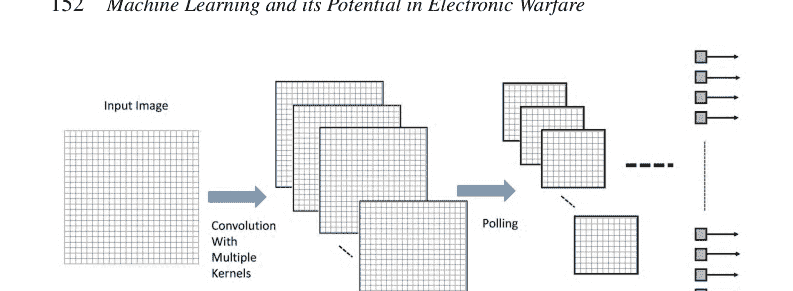 152 Machine Learning and its Potential in Electronic Warfare
Input Image
Convolution
With
Multiple
Kernels
Polling